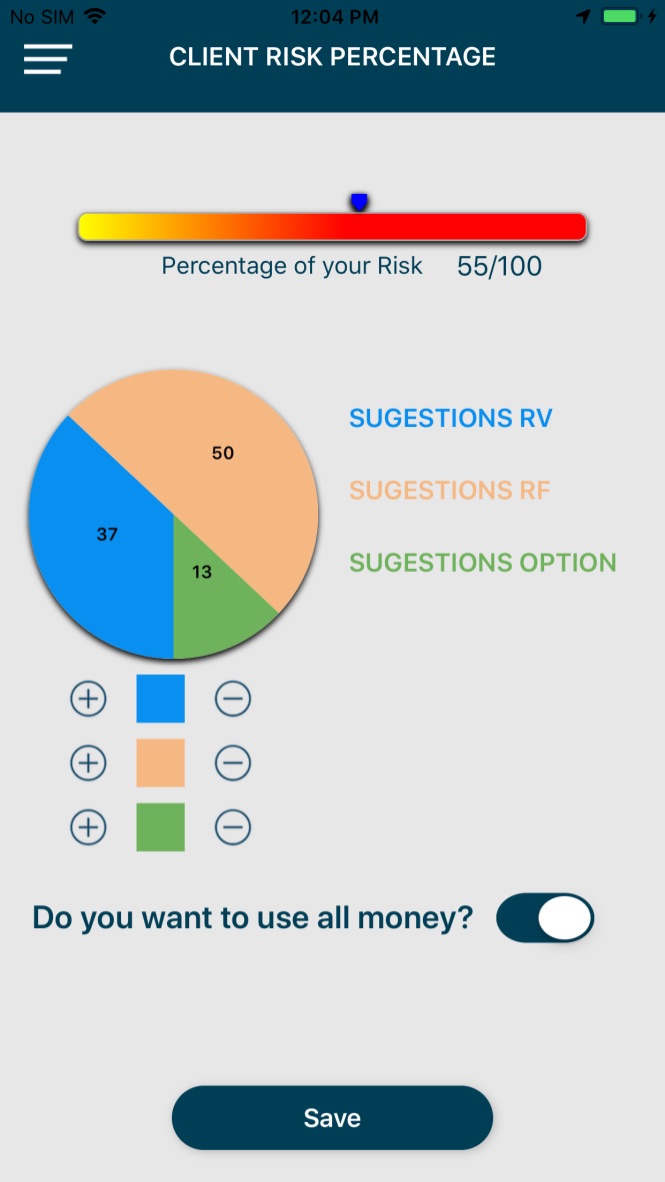 No SIM 12:04 PM
CLIENT RISK PERCENTAGE
Percentage of your Risk 55/100
50
37
13
SUGESTIONS RV
SUGESTIONS RF
SUGESTIONS OPTION
Do you want to use all money?
Save